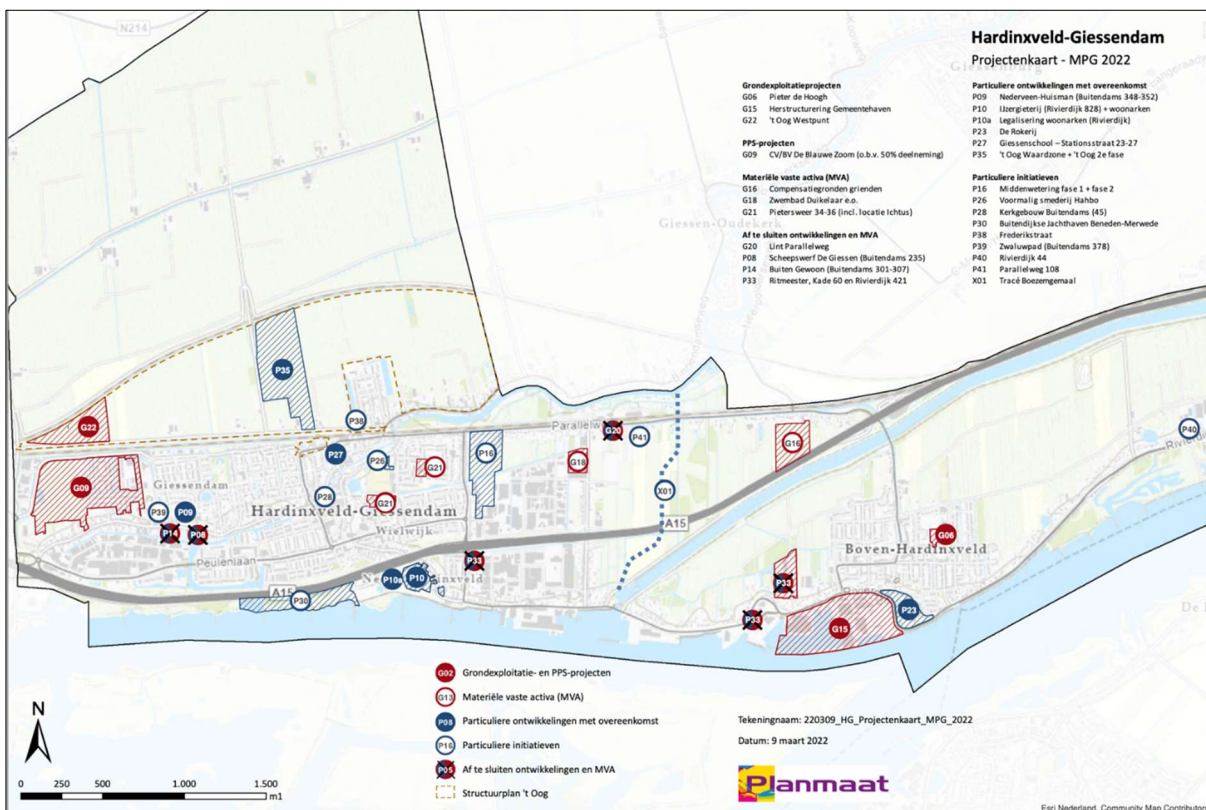 Hardinxveld-Giessendam
Projectenkaart - MPG 2022
Grondexploitatieprojecten
G06 Pieter de Hoogh
G15 Herstructurering Gemeentehaven
G22 't Oog Westpunt
PPS-projecten
G09 CV/BV De Blauwe Zoom (o.b.v. 50% deelneming)
Materiële vaste activa (MVA)
G16 Compensatiegronden grienden
G18 Zwembad Duikelaar e.o.
G21 Pietersweer 34-36 (incl. locatie Ichtus)
Af te sluiten ontwikkelingen en MVA
G20 Lint Parallelweg
P08 Scheepswerf De Giessen (Buitendams 235)
P14 Buiten Gewoon (Buitendams 301-307)
P33 Ritmeester, Kade 60 en Rivierdijk 421
Particuliere ontwikkelingen met overeenkomst
P09 Nederveen-Huisman (Buitendams 348-352)
P10 IJzergieterij (Rivierdijk 828) + woonarken
P10a Legalisering woonarken (Rivierdijk)
P23 De Rokerij
P27 Giessenschool – Stationsstraat 23-27
P35 't Oog Waardzone + 't Oog 2e fase
Particuliere initiatieven
P16 Middenwetering fase 1 + fase 2
P26 Voormalig smederij Hahbo
P28 Kerkgebouw Buitendams (45)
P30 Buitendijkse Jachthaven Beneden-Merwede
P38 Frederikstraat
P39 Zwaluwpad (Buitendams 378)
P40 Rivierdijk 44
P41 Parallelweg 108
X01 Tracé Boezemgemaal
N214
Giessenburg
Giessen-Oudekerk
P35
G22
P38
Parallelweg
G20
P41
P40
P27
P26
G21
P16
G18
G16
G09
Giessendam
P28
G21
X01
P39
P09
Hardinxveld-Giessendam
Wielwijk
A15
P14
P08
G06
Boven-Hardinxveld
Peulenlaan
P33
P10a
P10
P33
A15
P30
P23
P33
G15
G02 Grondexploitatie- en PPS-projecten
G13 Materiële vaste activa (MVA)
P08 Particuliere ontwikkelingen met overeenkomst
P16 Particuliere initiatieven
P05 Af te sluiten ontwikkelingen en MVA
Structuurplan 't Oog
N
0 250 500 1.000 1.500
m1
Tekeningnaam: 220309_HG_Projectenkaart_MPG_2022
Datum: 9 maart 2022
Planmaat
Esri Nederland, Community Map Contributors